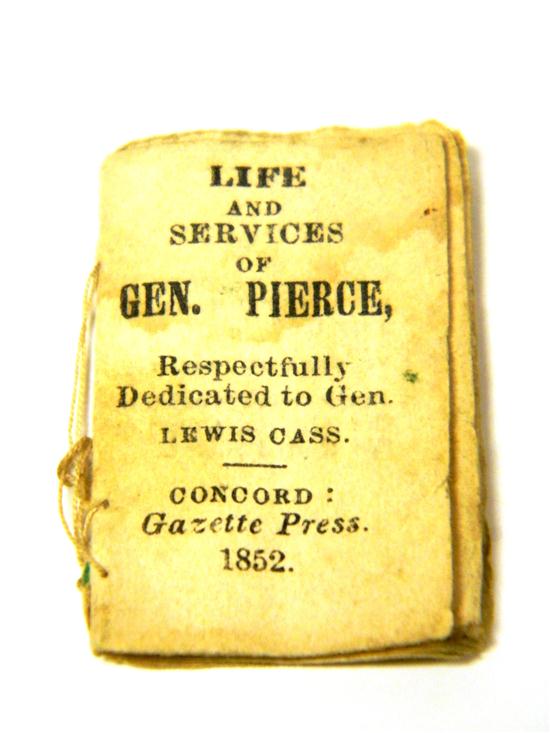 LIFE
AND
SERVICES
OF
GEN. PIERCE,
Respectfully
Dedicated to Gen.
LEWIS CASS.
CONCORD :
Gazette Press.
1852.